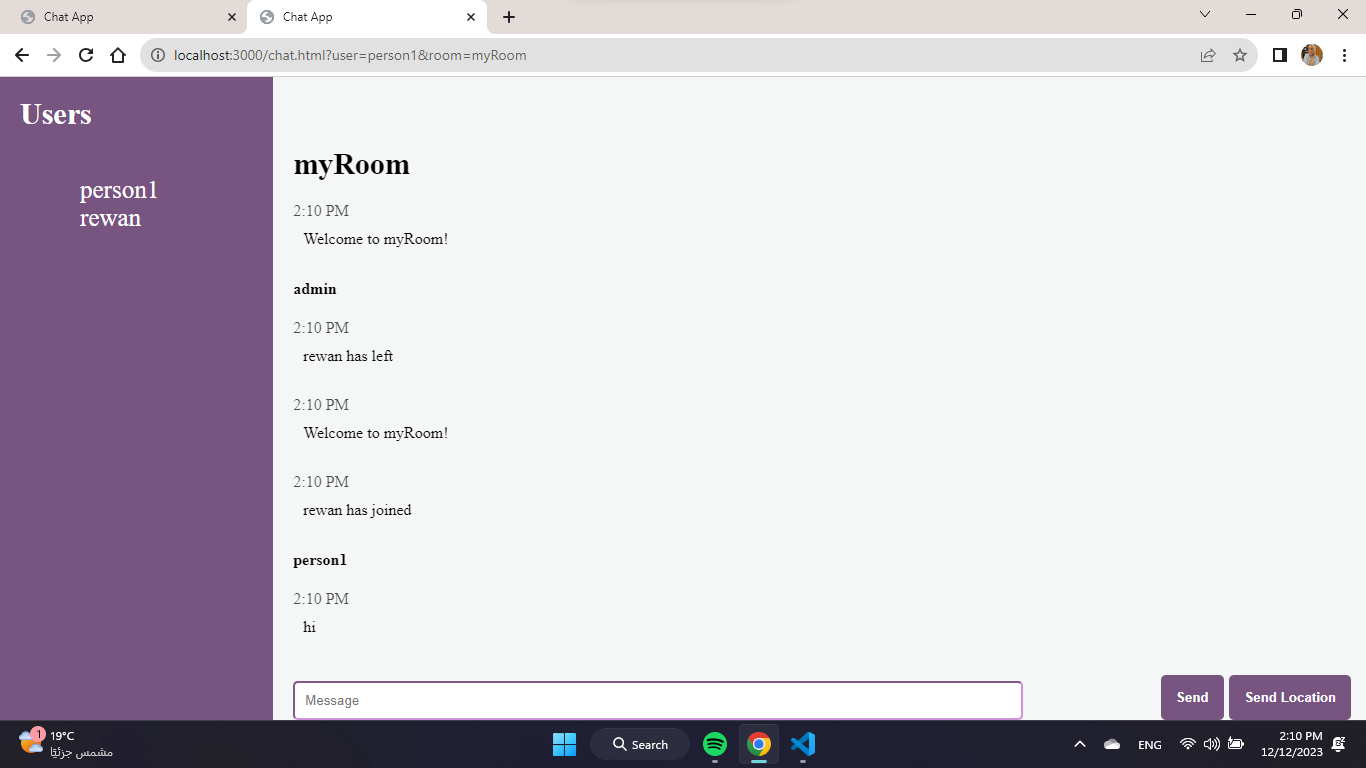 Chat App
Chat App
localhost:3000/chat.html?user=person1&room=myRoom
Users
person1
rewan
myRoom
2:10 PM
Welcome to myRoom!
admin
2:10 PM
rewan has left
2:10 PM
Welcome to myRoom!
2:10 PM
rewan has joined
person1
2:10 PM
hi
Message
Send
Send Location
1
19°C
مشمس جزئيًا
Search
ENG
2:10 PM
12/12/2023